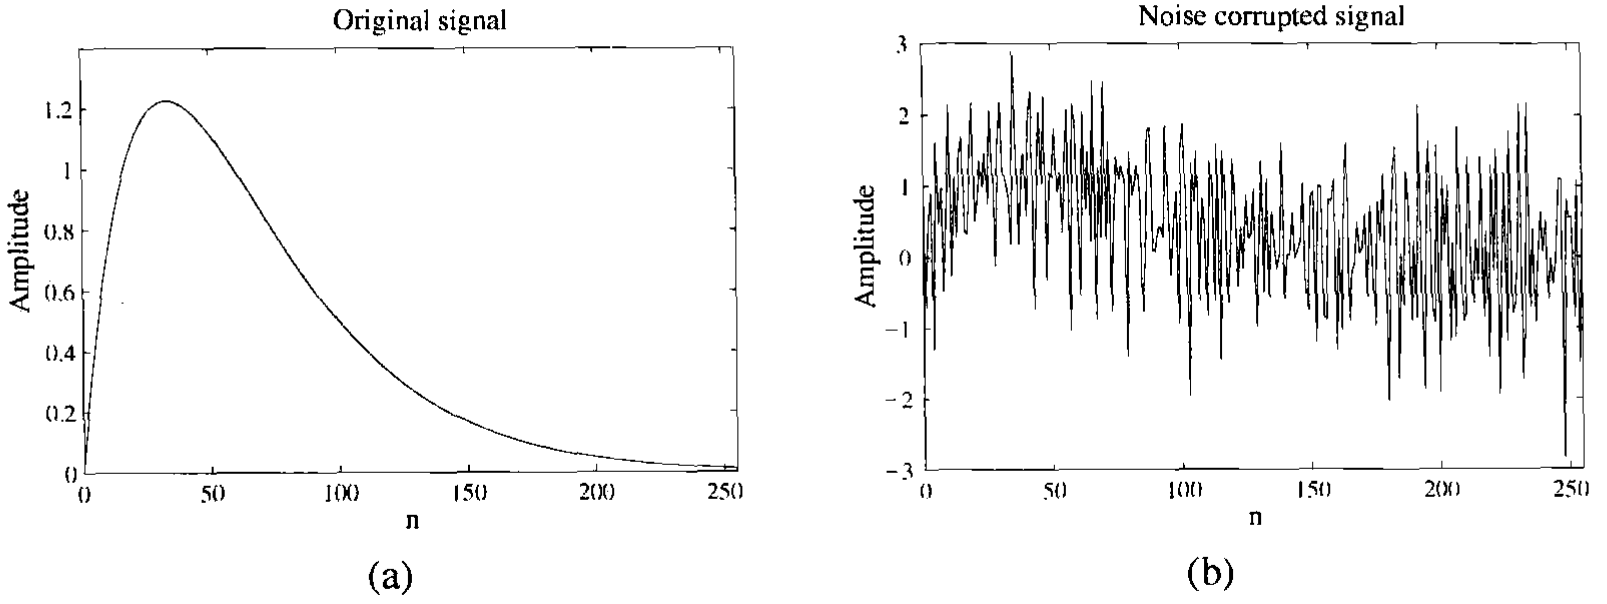 Original signal
Amplitude
1.2
1
0.8
0.6
0.4
0.2
0
0 50 100 150 200 250
n
(a)
Noise corrupted signal
Amplitude
3
2
1
0
−1
−2
−3
0 50 100 150 200 250
n
(b)